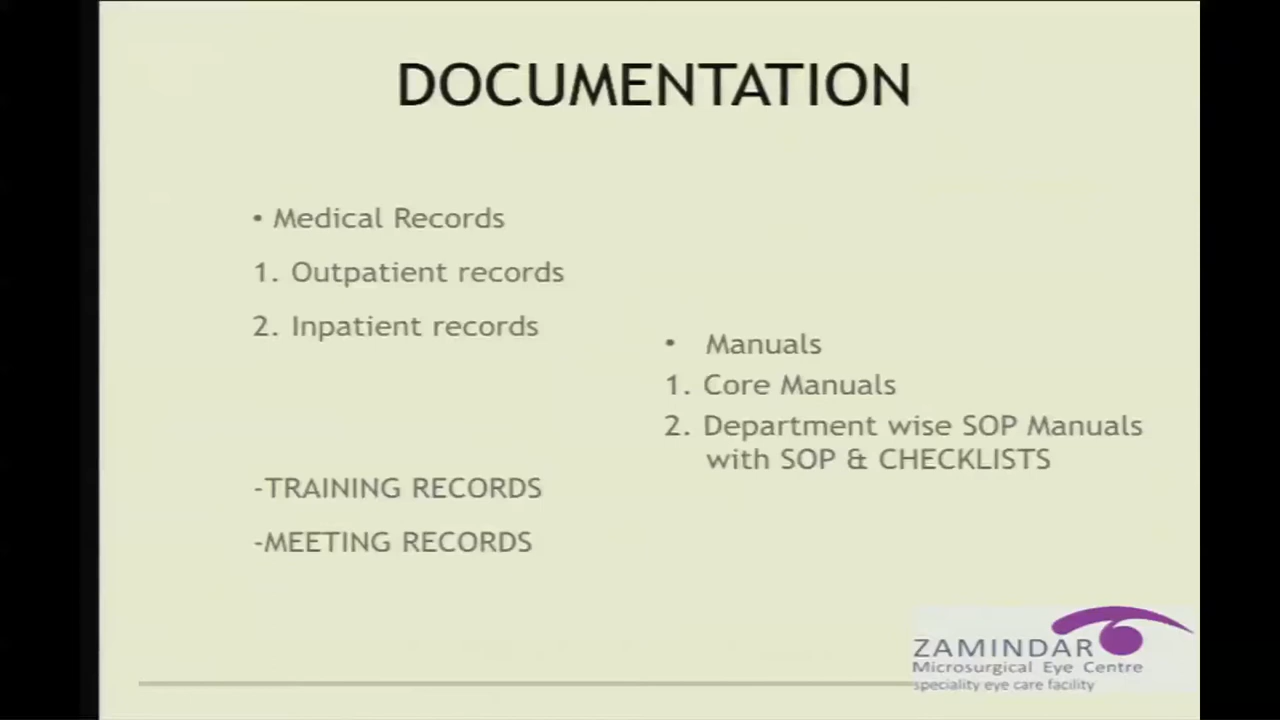 DOCUMENTATION
• Medical Records
1. Outpatient records
2. Inpatient records
-TRAINING RECORDS
-MEETING RECORDS
• Manuals
1. Core Manuals
2. Department wise SOP Manuals
with SOP & CHECKLISTS
ZAMINDAR
Microsurgical Eye Centre
speciality eye care facility